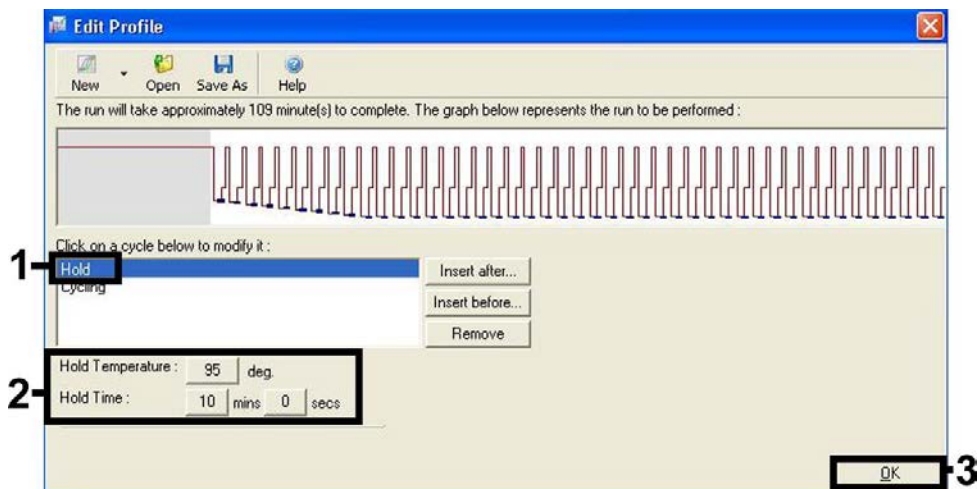 Edit Profile
New Open Save As Help
The run will take approximately 109 minute(s) to complete. The graph below represents the run to be performed :
Click on a cycle below to modify it :
1
Hold
Cycling
Insert after...
Insert before...
Remove
2
Hold Temperature : 95 deg.
Hold Time : 10 mins 0 secs
OK
3